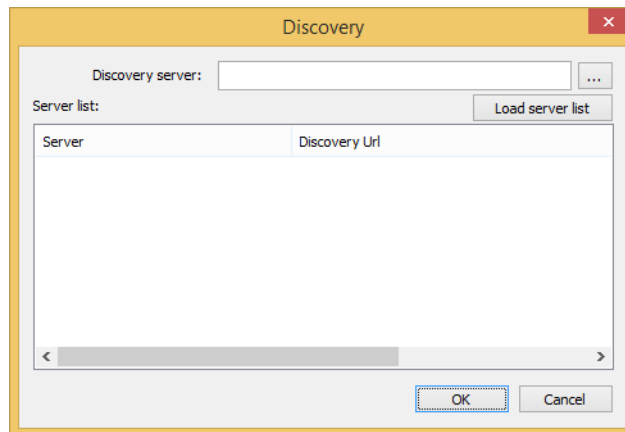 Discovery
Discovery server:
...
Server list:
Load server list
Server Discovery Url
OK Cancel